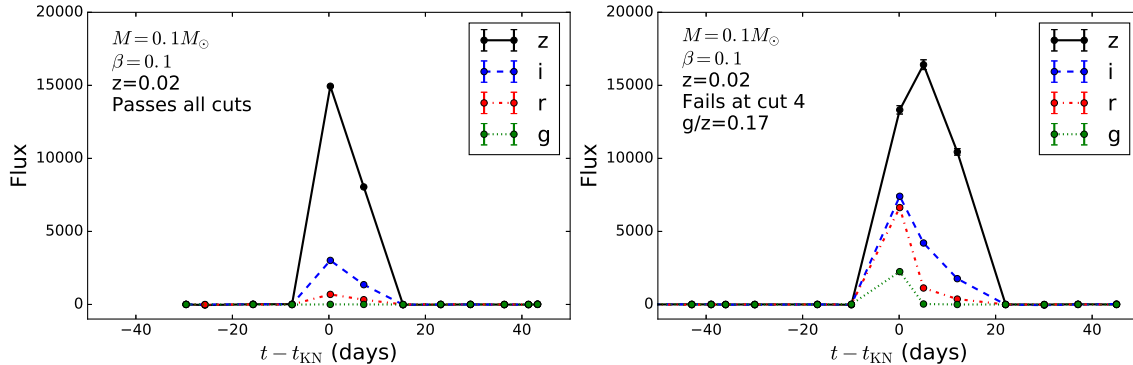 20000
15000
10000
5000
0
Flux
−40
−20
0
20
40
t − t_KN (days)
M = 0.1M⊙
β = 0.1
z=0.02
Passes all cuts
z
i
r
g
20000
15000
10000
5000
0
Flux
−40
−20
0
20
40
t − t_KN (days)
M = 0.1M⊙
β = 0.1
z=0.02
Fails at cut 4
g/z=0.17
z
i
r
g